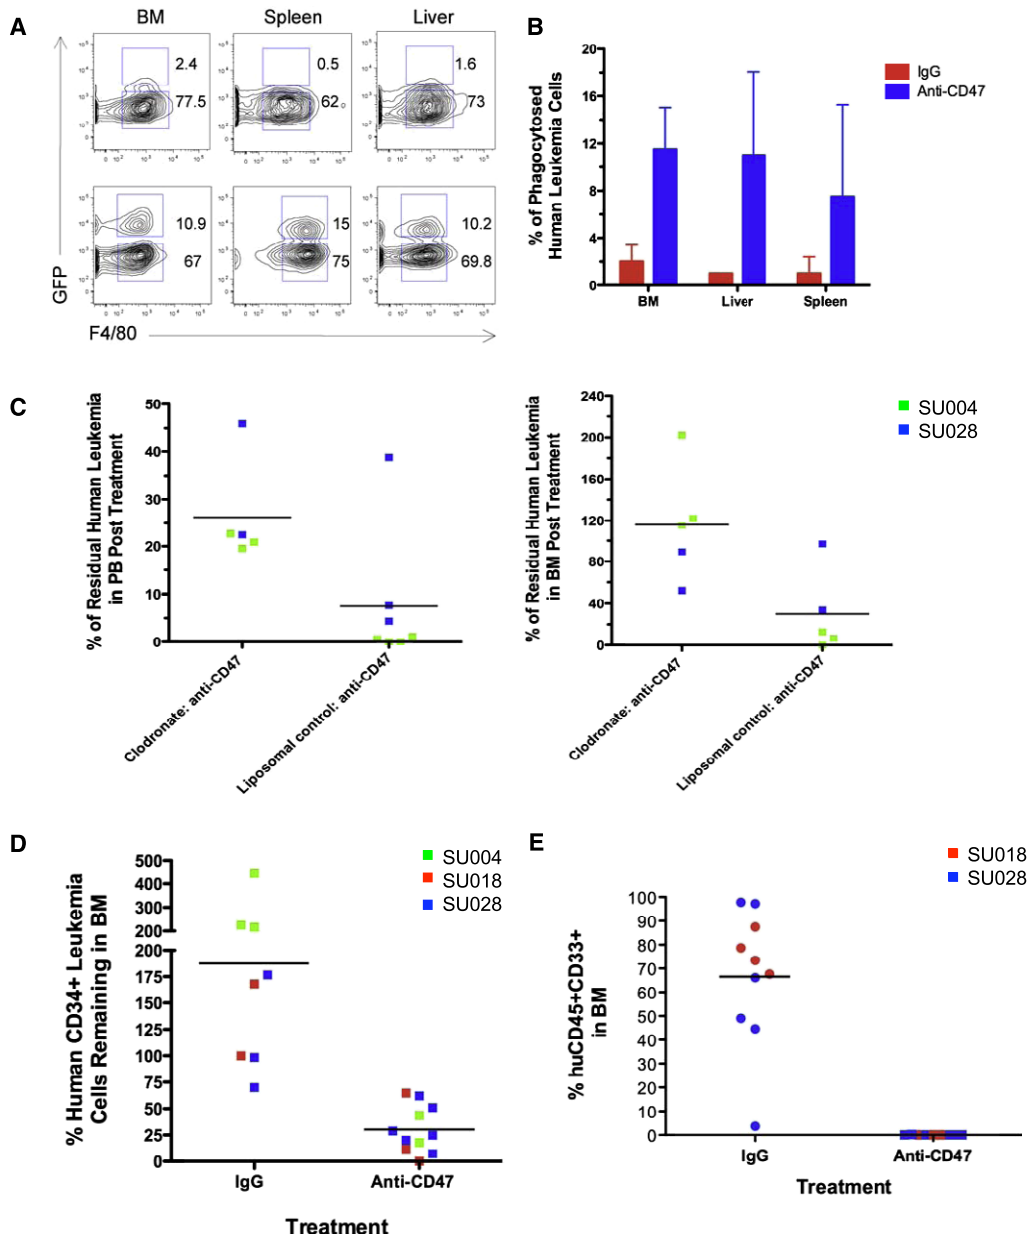 A
BM
Spleen
Liver
2.4
77.5
0.5
62
1.6
73
10.9
67
15
75
10.2
69.8
GFP
F4/80
B
% of Phagocytosed
Human Leukemia Cells
20
16
12
8
4
0
BM
Liver
Spleen
IgG
Anti-CD47
C
% of Residual Human Leukemia
in PB Post Treatment
50
40
30
20
10
0
Clodronate: anti-CD47
Liposomal control: anti-CD47
% of Residual Human Leukemia
in BM Post Treatment
240
200
160
120
80
40
0
Clodronate: anti-CD47
Liposomal control: anti-CD47
SU004
SU028
D
% Human CD34+ Leukemia
Cells Remaining in BM
500
400
300
200
200
175
150
125
100
75
50
25
0
IgG
Anti-CD47
Treatment
SU004
SU018
SU028
E
% huCD45+CD33+
in BM
100
90
80
70
60
50
40
30
20
10
0
IgG
Anti-CD47
Treatment
SU018
SU028